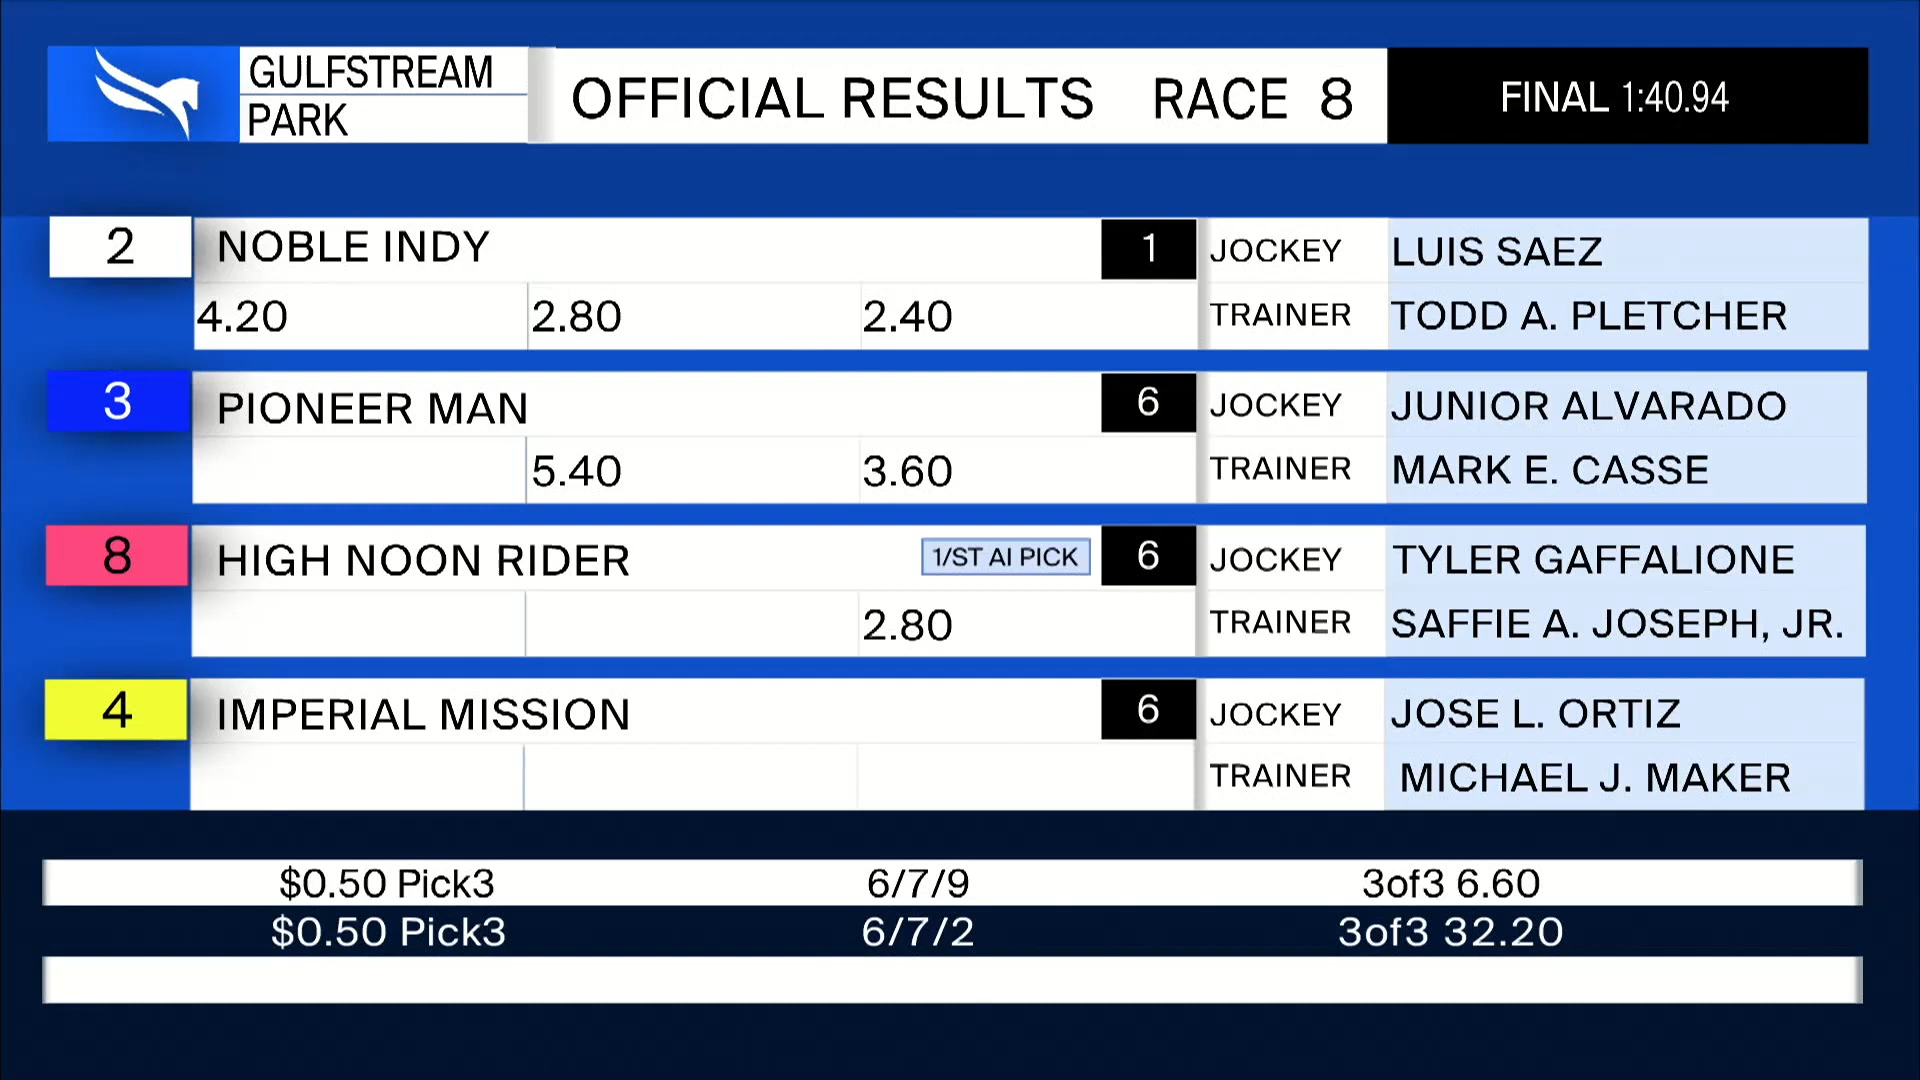 GULFSTREAM
PARK
OFFICIAL RESULTS RACE 8
FINAL 1:40.94
2 NOBLE INDY 1 JOCKEY LUIS SAEZ
4.20 2.80 2.40 TRAINER TODD A. PLETCHER
3 PIONEER MAN 6 JOCKEY JUNIOR ALVARADO
5.40 3.60 TRAINER MARK E. CASSE
8 HIGH NOON RIDER 1/ST AI PICK 6 JOCKEY TYLER GAFFALIONE
2.80 TRAINER SAFFIE A. JOSEPH, JR.
4 IMPERIAL MISSION 6 JOCKEY JOSE L. ORTIZ
TRAINER MICHAEL J. MAKER
$0.50 Pick3 6/7/9 3of3 6.60
$0.50 Pick3 6/7/2 3of3 32.20